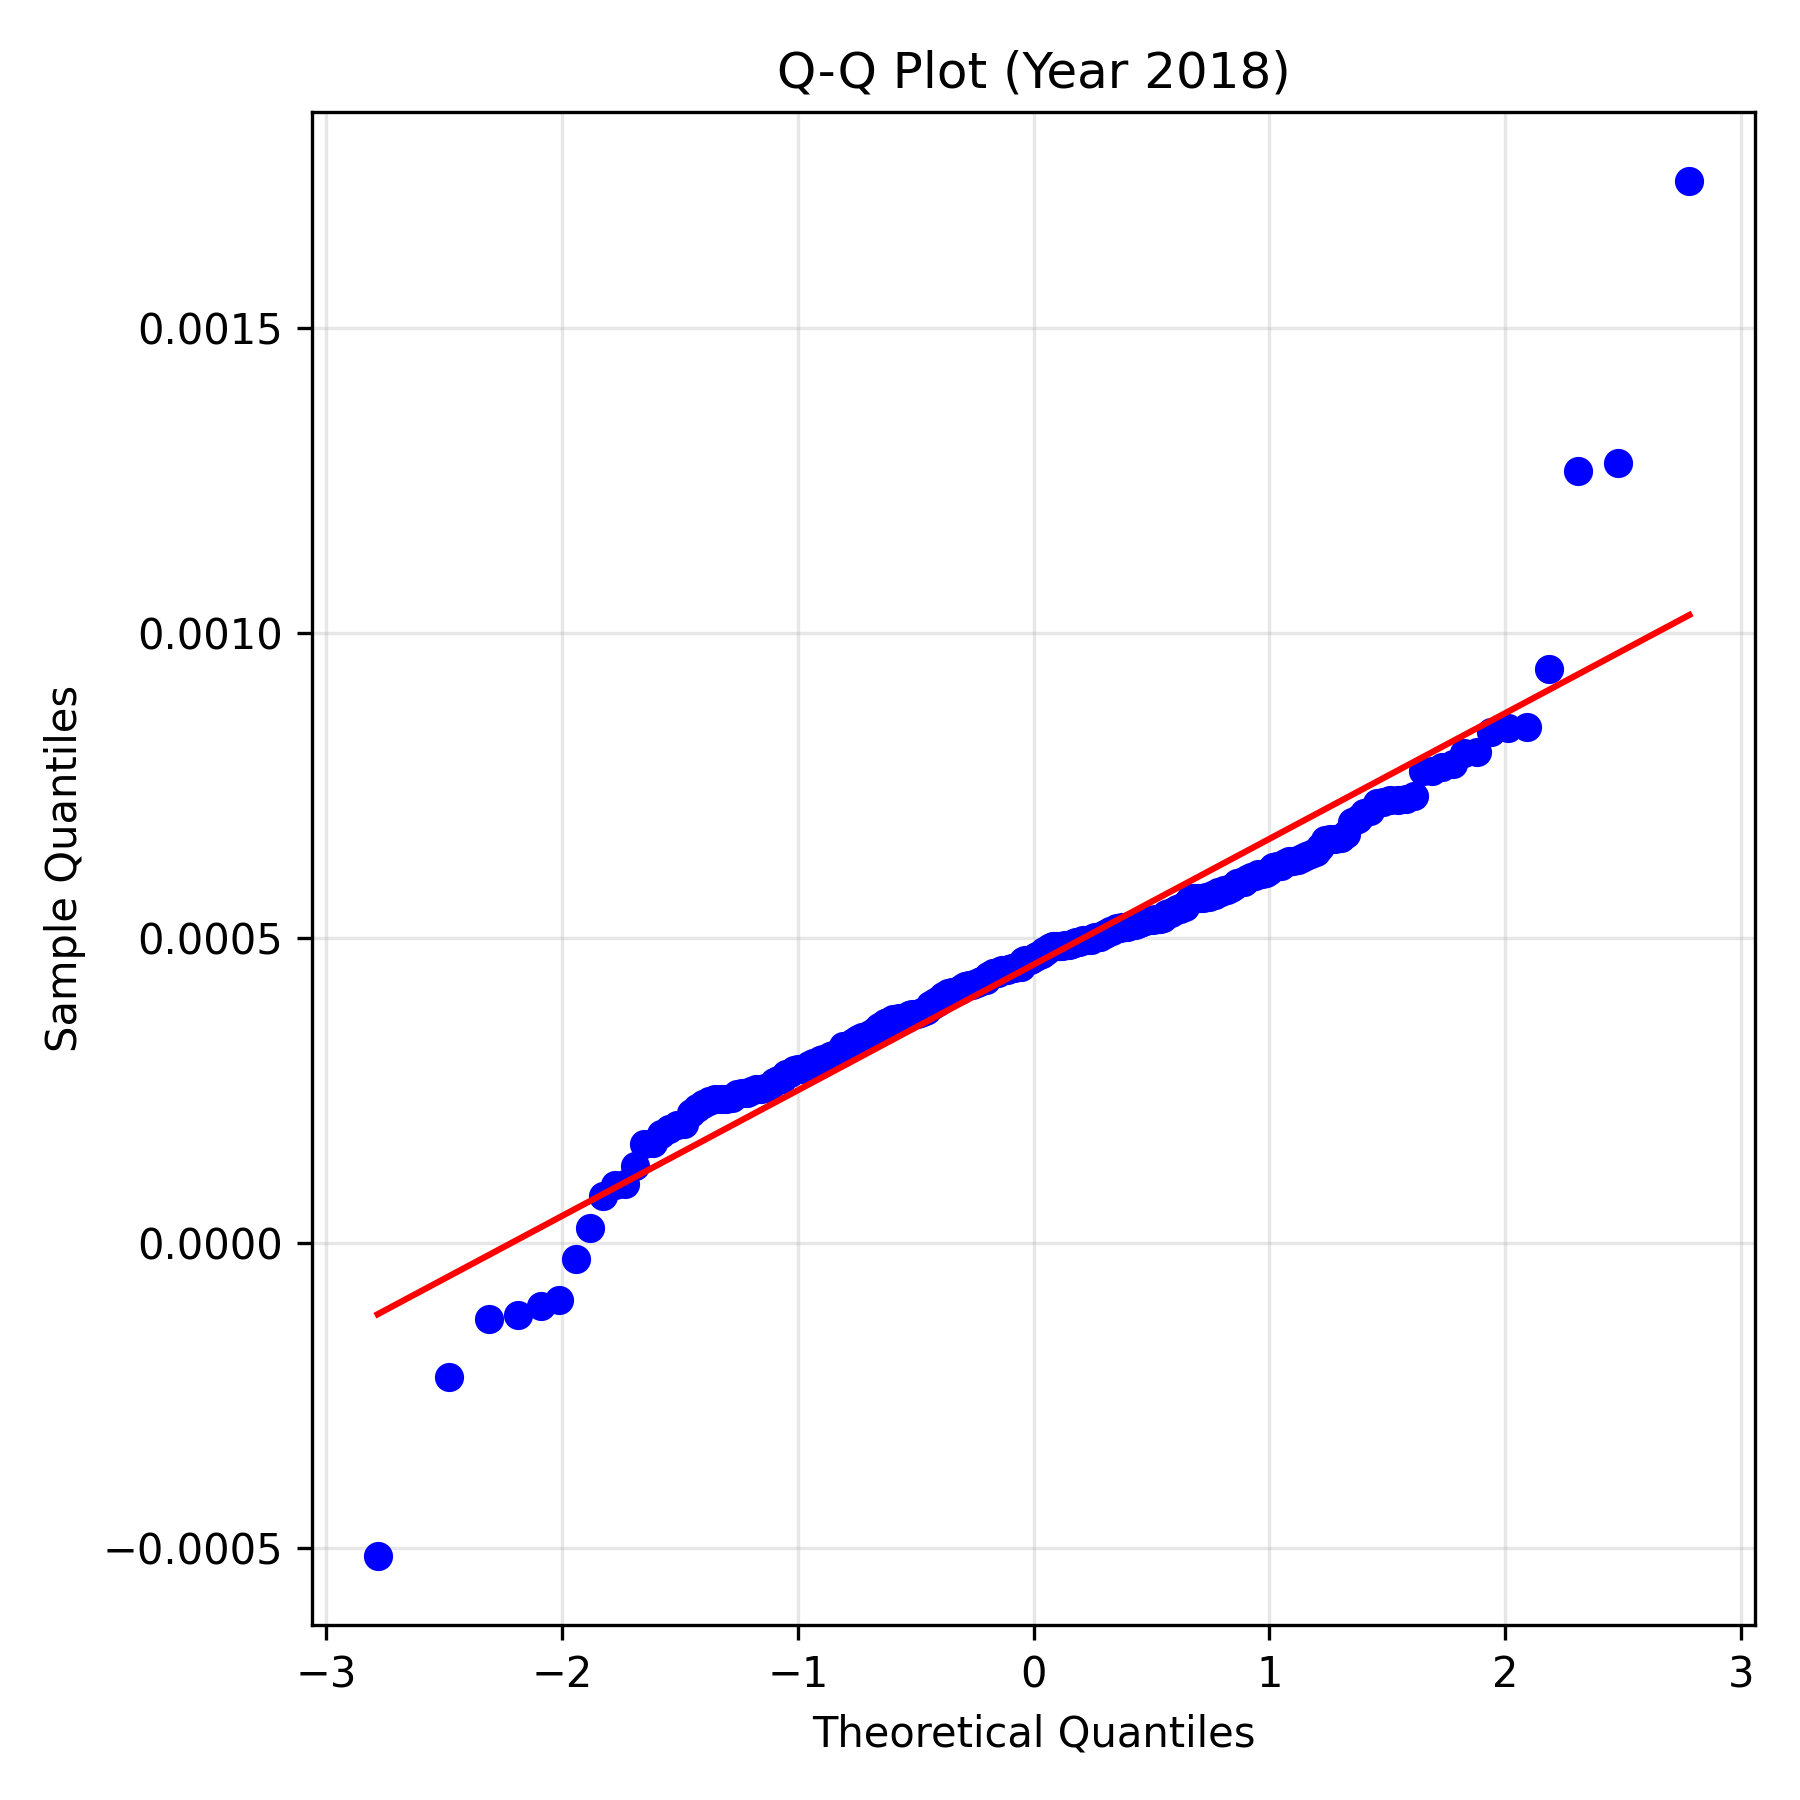 Q-Q Plot (Year 2018)
0.0015
0.0010
0.0005
0.0000
−0.0005
Sample Quantiles
−3 −2 −1 0 1 2 3
Theoretical Quantiles